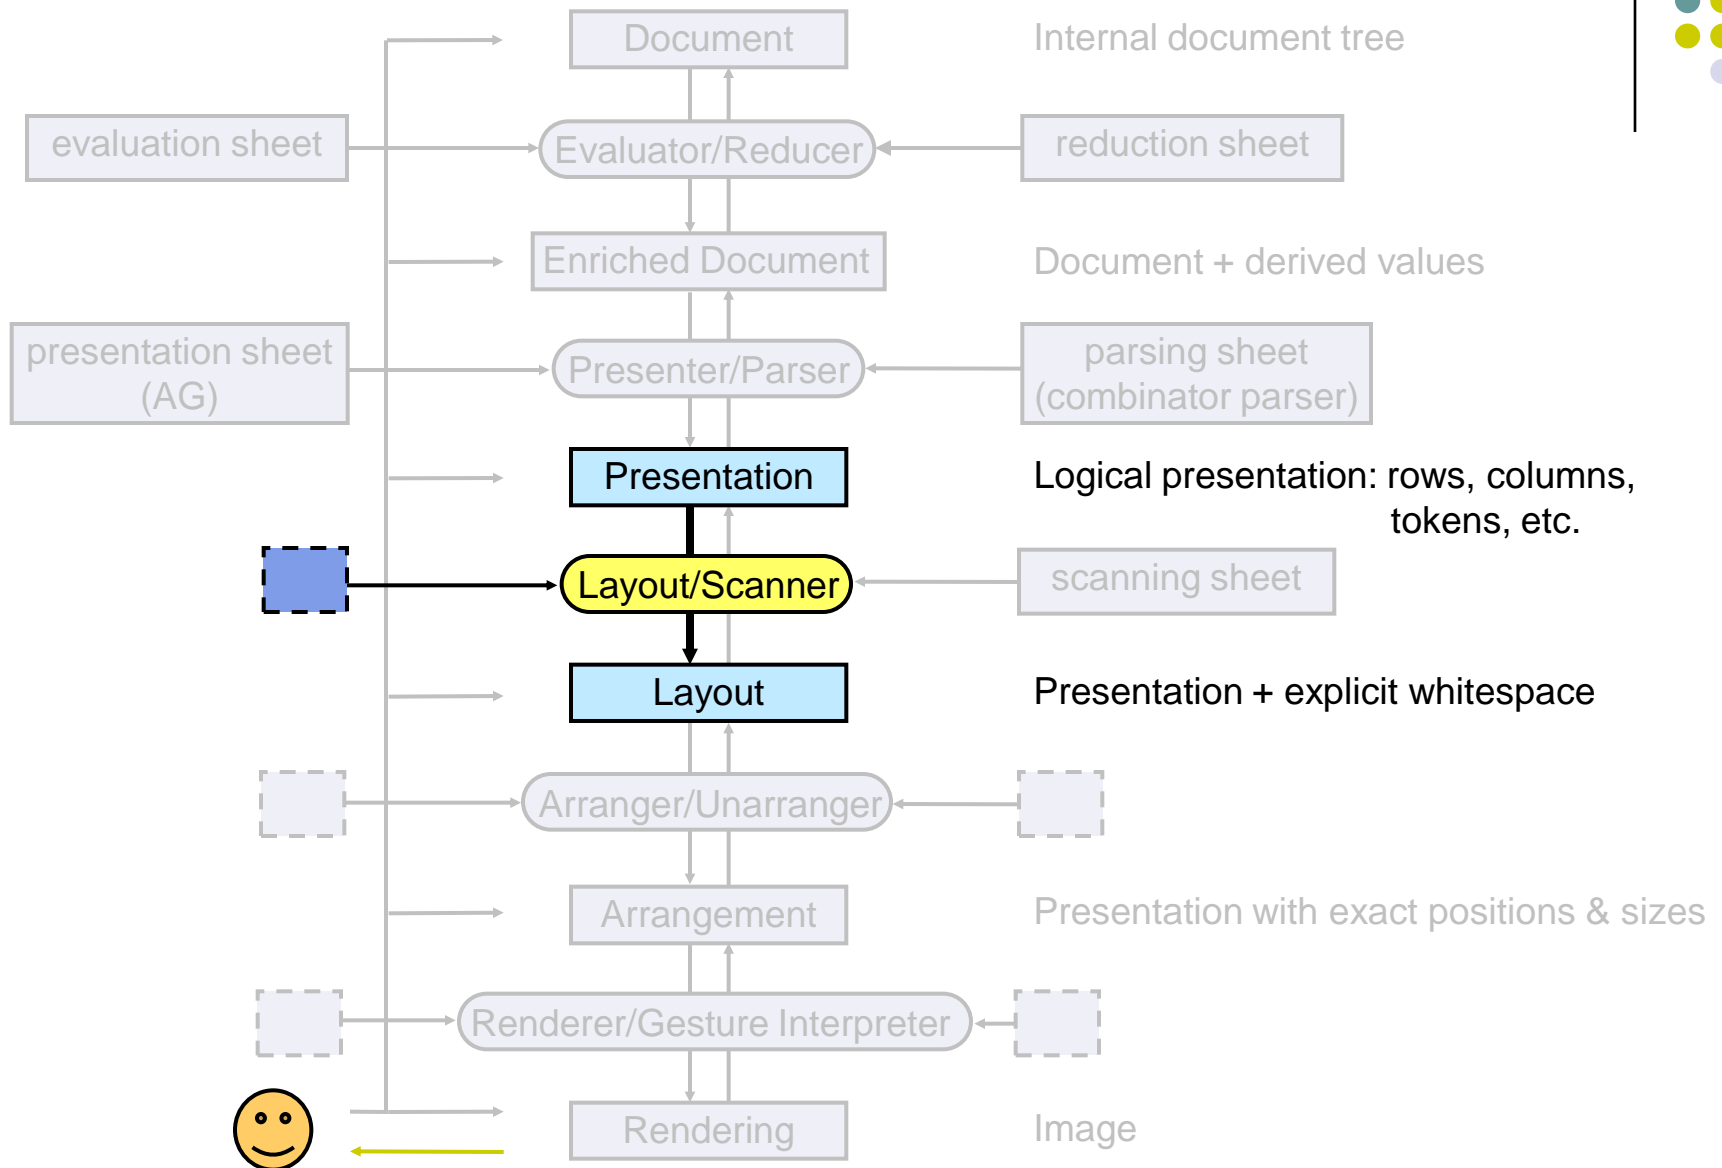 Document
Internal document tree
evaluation sheet
Evaluator/Reducer
reduction sheet
Enriched Document
Document + derived values
presentation sheet
(AG)
Presenter/Parser
parsing sheet
(combinator parser)
Presentation
Logical presentation: rows, columns,
tokens, etc.
Layout/Scanner
scanning sheet
Layout
Presentation + explicit whitespace
Arranger/Unarranger
Arrangement
Presentation with exact positions & sizes
Renderer/Gesture Interpreter
Rendering
Image